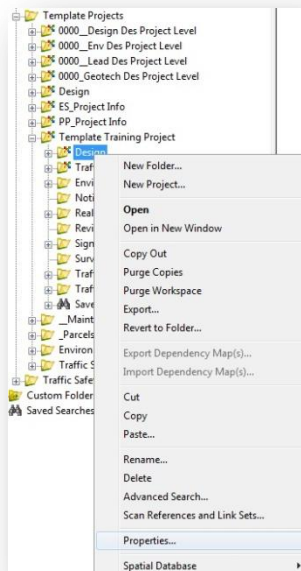 Template Projects
0000__Design Des Project Level
0000__Env Des Project Level
0000__Lead Des Project Level
0000_Geotech Des Project Level
Design
ES_Project Info
PP_Project Info
Template Training Project
Design
Traf
Envi
Noti
Real
Revi
Sign
Surv
Traf
Traf
Save
__Maint
_Parcels
Environ
Traffic S
Traffic Safe
Custom Folder
Saved Searches
New Folder...
New Project...
Open
Open in New Window
Copy Out
Purge Copies
Purge Workspace
Export...
Revert to Folder...
Export Dependency Map(s)...
Import Dependency Map(s)...
Cut
Copy
Paste...
Rename...
Delete
Advanced Search...
Scan References and Link Sets...
Properties...
Spatial Database